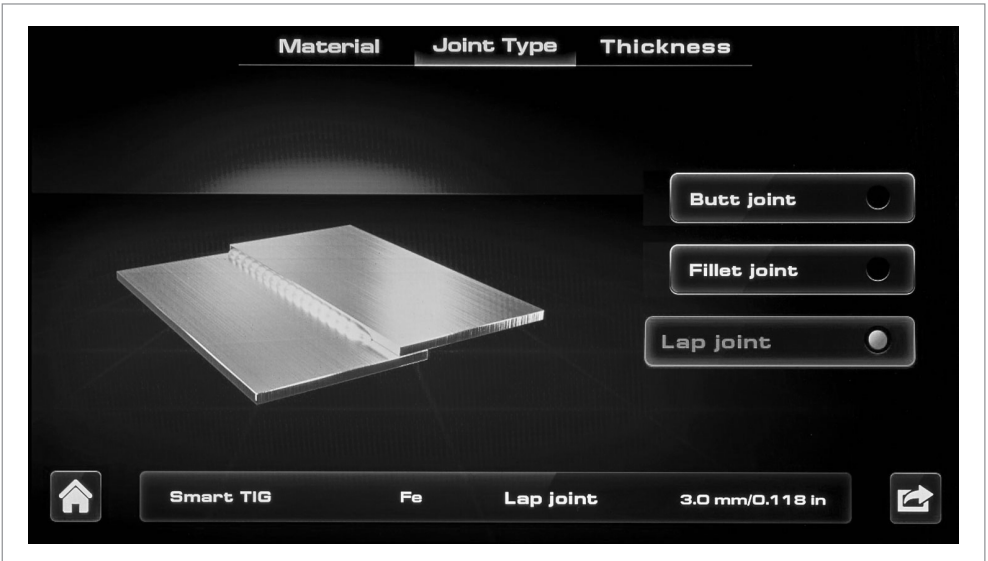 Material Joint Type Thickness
Butt joint
Fillet joint
Lap joint
Smart TIG Fe Lap joint 3.0 mm/0.118 in